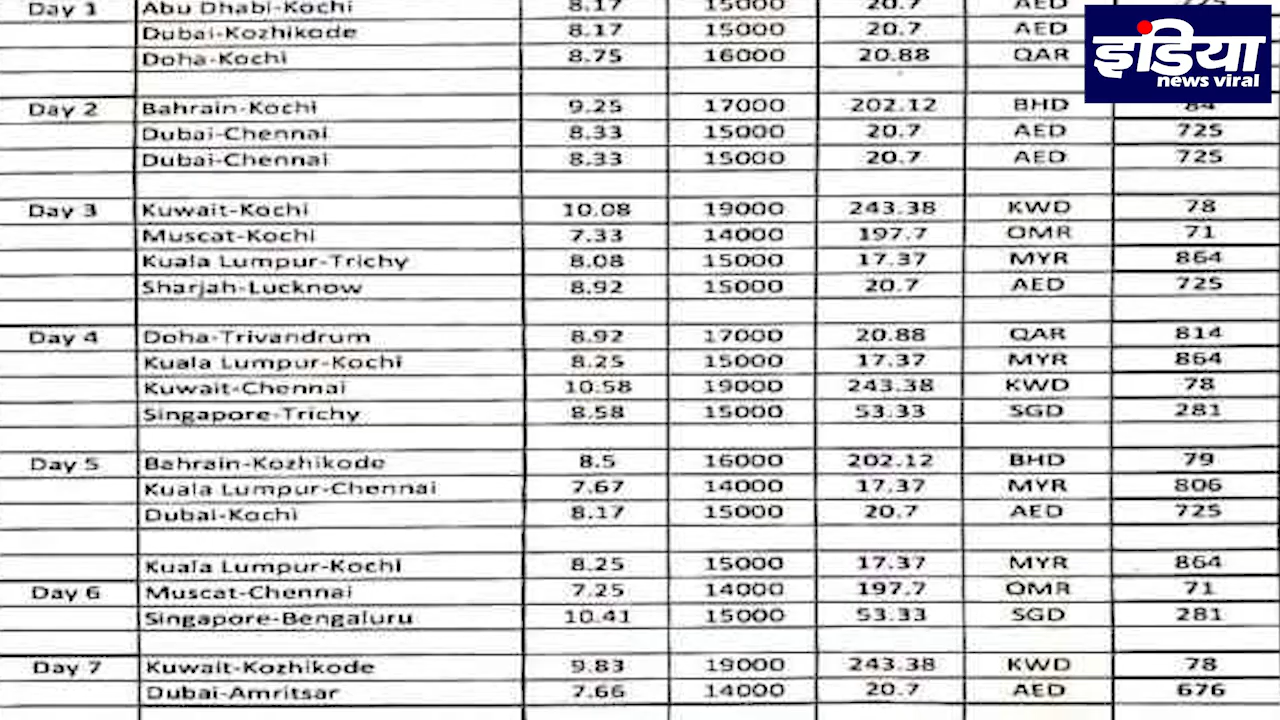 Day 1 Abu Dhabi-Kochi 8.17 15000 20.7 AED 725
Dubai-Kozhikode 8.17 15000 20.7 AED
Doha-Kochi 8.75 16000 20.88 QAR
Day 2 Bahrain-Kochi 9.25 17000 202.12 BHD 84
Dubai-Chennai 8.33 15000 20.7 AED 725
Dubai-Chennai 8.33 15000 20.7 AED 725
Day 3 Kuwait-Kochi 10.08 19000 243.38 KWD 78
Muscat-Kochi 7.33 14000 197.7 OMR 71
Kuala Lumpur-Trichy 8.08 15000 17.37 MYR 864
Sharjah-Lucknow 8.92 15000 20.7 AED 725
Day 4 Doha-Trivandrum 8.92 17000 20.88 QAR 814
Kuala Lumpur-Kochi 8.25 15000 17.37 MYR 864
Kuwait-Chennai 10.58 19000 243.38 KWD 78
Singapore-Trichy 8.58 15000 53.33 SGD 281
Day 5 Bahrain-Kozhikode 8.5 16000 202.12 BHD 79
Kuala Lumpur-Chennai 7.67 14000 17.37 MYR 806
Dubai-Kochi 8.17 15000 20.7 AED 725
Kuala Lumpur-Kochi 8.25 15000 17.37 MYR 864
Day 6 Muscat-Chennai 7.25 14000 197.7 OMR 71
Singapore-Bengaluru 10.41 15000 53.33 SGD 281
Day 7 Kuwait-Kozhikode 9.83 19000 243.38 KWD 78
Dubai-Amritsar 7.66 14000 20.7 AED 676
इंडिया
news viral